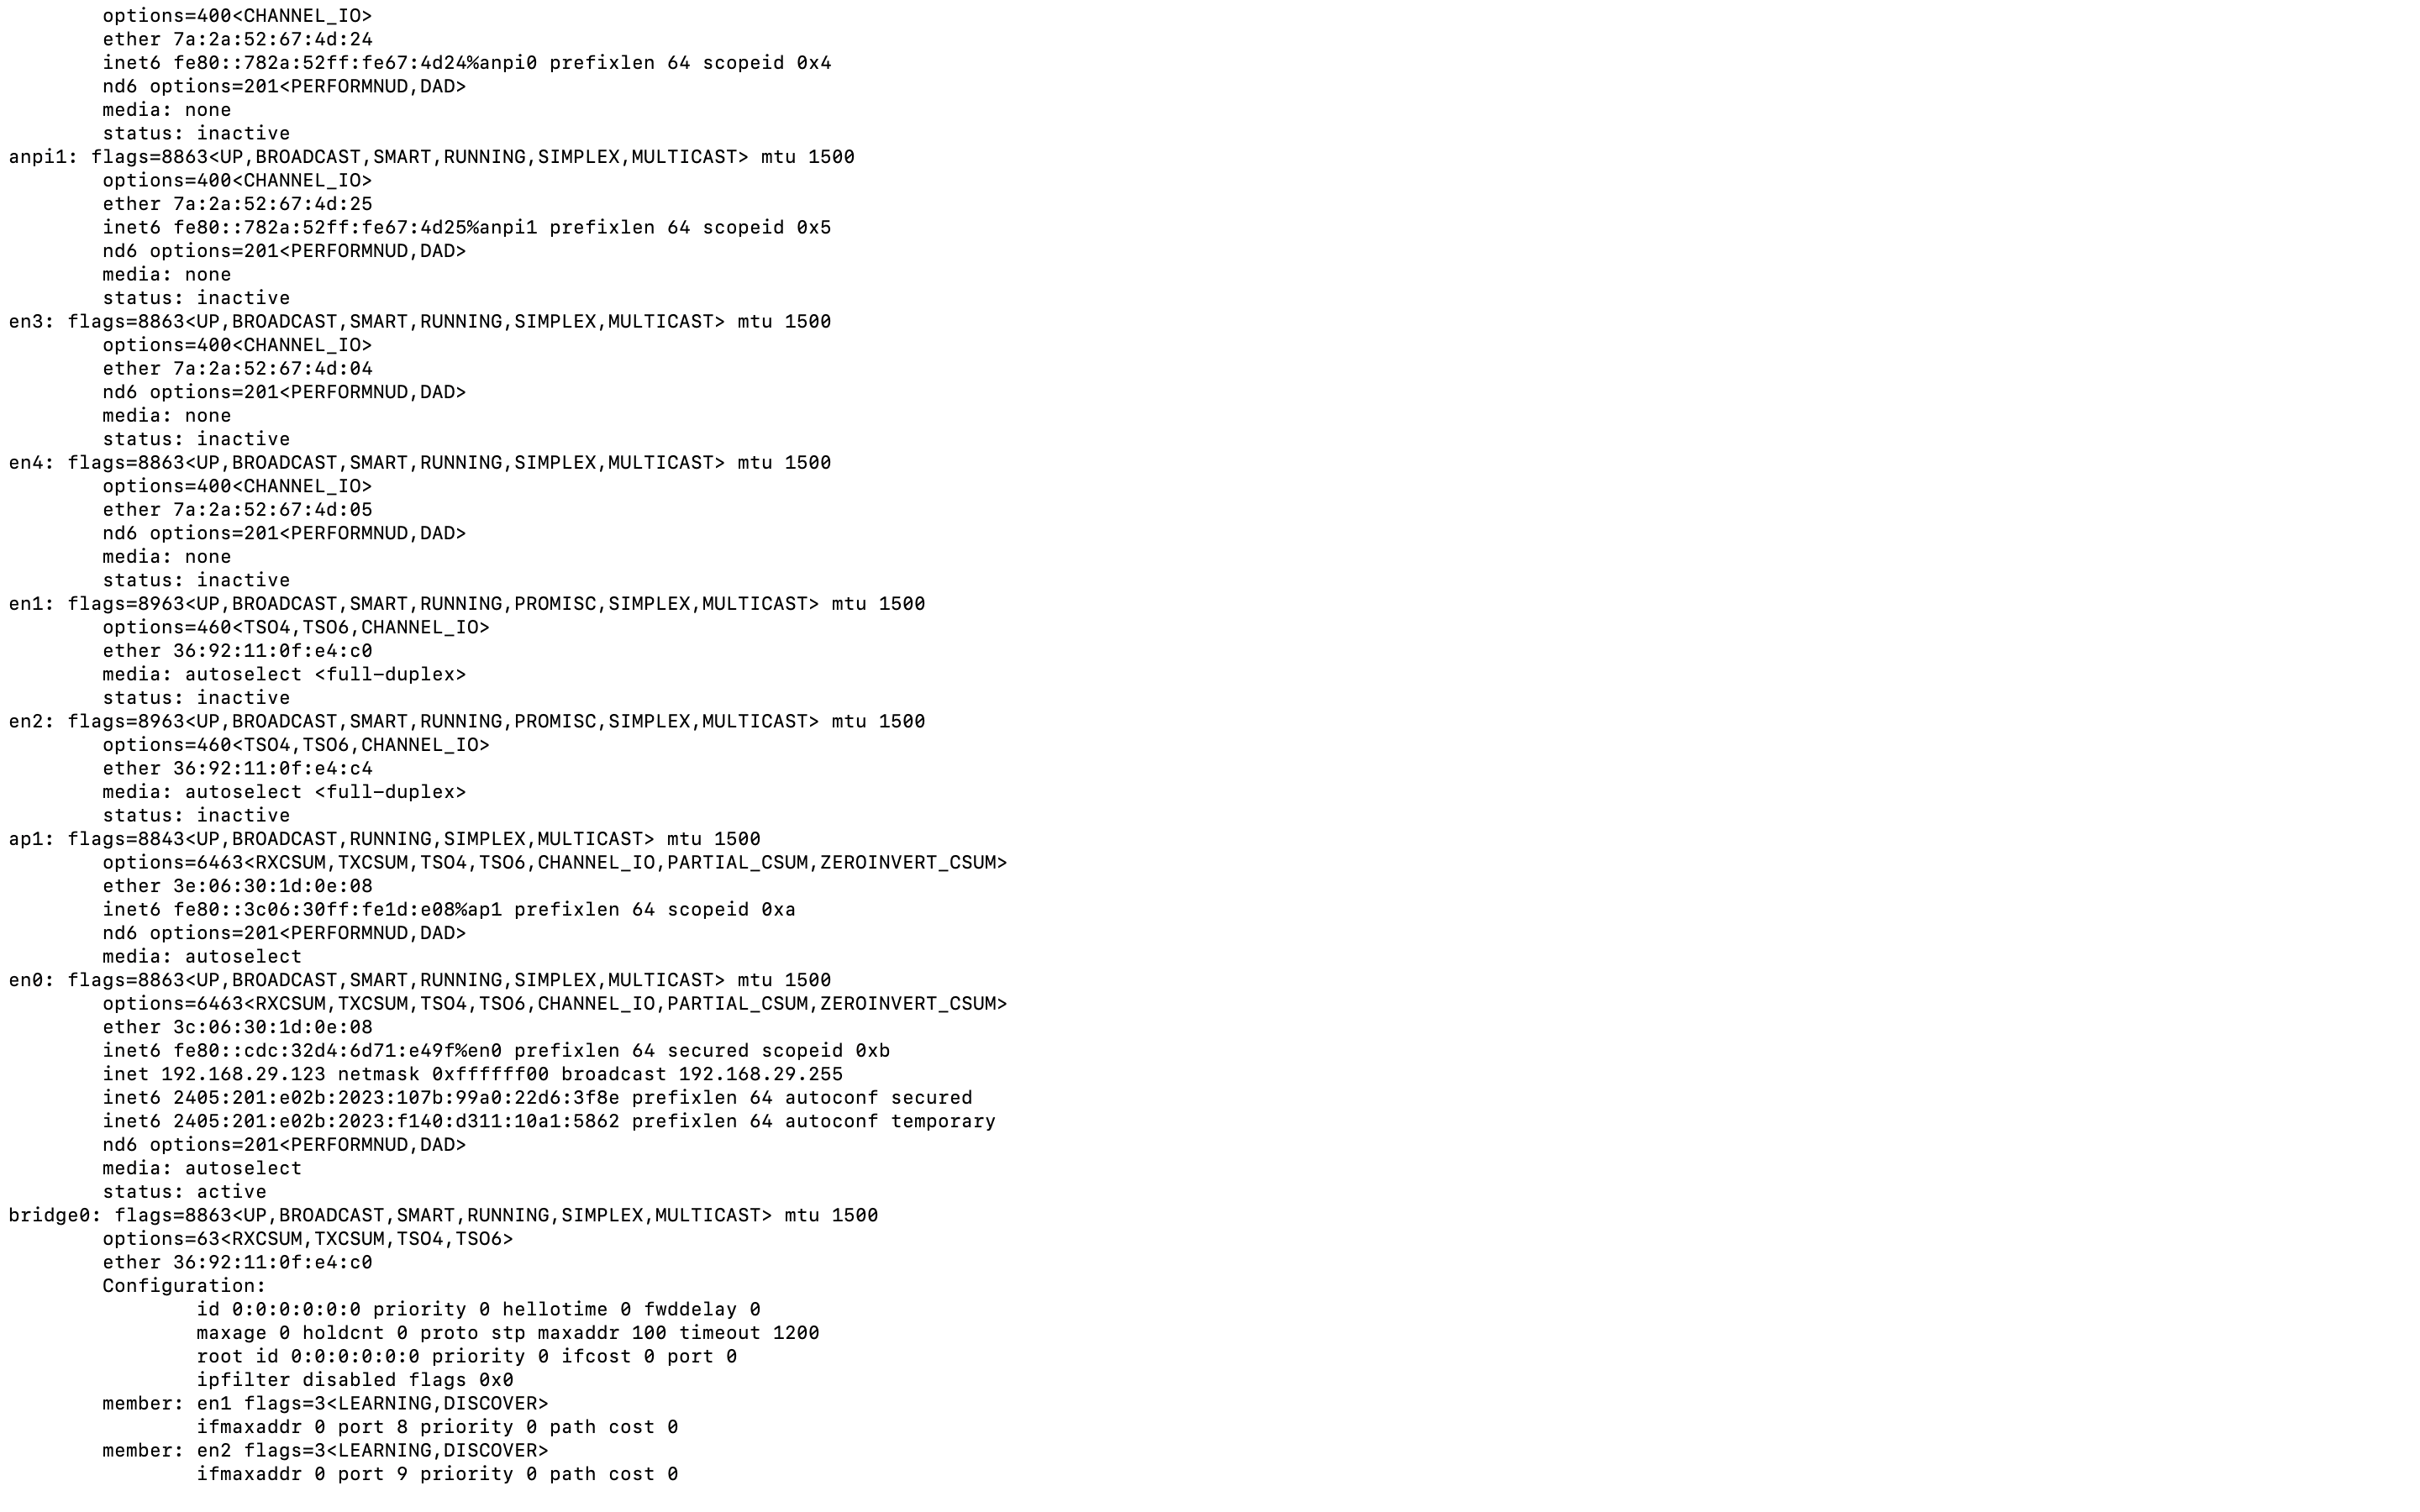 options=400<CHANNEL_IO>
ether 7a:2a:52:67:4d:24
inet6 fe80::782a:52ff:fe67:4d24%anpi0 prefixlen 64 scopeid 0x4
nd6 options=201<PERFORMNUD,DAD>
media: none
status: inactive
anpi1: flags=8863<UP,BROADCAST,SMART,RUNNING,SIMPLEX,MULTICAST> mtu 1500
options=400<CHANNEL_IO>
ether 7a:2a:52:67:4d:25
inet6 fe80::782a:52ff:fe67:4d25%anpi1 prefixlen 64 scopeid 0x5
nd6 options=201<PERFORMNUD,DAD>
media: none
status: inactive
en3: flags=8863<UP,BROADCAST,SMART,RUNNING,SIMPLEX,MULTICAST> mtu 1500
options=400<CHANNEL_IO>
ether 7a:2a:52:67:4d:04
nd6 options=201<PERFORMNUD,DAD>
media: none
status: inactive
en4: flags=8863<UP,BROADCAST,SMART,RUNNING,SIMPLEX,MULTICAST> mtu 1500
options=400<CHANNEL_IO>
ether 7a:2a:52:67:4d:05
nd6 options=201<PERFORMNUD,DAD>
media: none
status: inactive
en1: flags=8963<UP,BROADCAST,SMART,RUNNING,PROMISC,SIMPLEX,MULTICAST> mtu 1500
options=460<TSO4,TSO6,CHANNEL_IO>
ether 36:92:11:0f:e4:c0
media: autoselect <full-duplex>
status: inactive
en2: flags=8963<UP,BROADCAST,SMART,RUNNING,PROMISC,SIMPLEX,MULTICAST> mtu 1500
options=460<TSO4,TSO6,CHANNEL_IO>
ether 36:92:11:0f:e4:c4
media: autoselect <full-duplex>
status: inactive
ap1: flags=8843<UP,BROADCAST,RUNNING,SIMPLEX,MULTICAST> mtu 1500
options=6463<RXCSUM,TXCSUM,TSO4,TSO6,CHANNEL_IO,PARTIAL_CSUM,ZEROINVERT_CSUM>
ether 3e:06:30:1d:0e:08
inet6 fe80::3c06:30ff:fe1d:e08%ap1 prefixlen 64 scopeid 0xa
nd6 options=201<PERFORMNUD,DAD>
media: autoselect
en0: flags=8863<UP,BROADCAST,SMART,RUNNING,SIMPLEX,MULTICAST> mtu 1500
options=6463<RXCSUM,TXCSUM,TSO4,TSO6,CHANNEL_IO,PARTIAL_CSUM,ZEROINVERT_CSUM>
ether 3c:06:30:1d:0e:08
inet6 fe80::cdc:32d4:6d71:e49f%en0 prefixlen 64 secured scopeid 0xb
inet 192.168.29.123 netmask 0xffffff00 broadcast 192.168.29.255
inet6 2405:201:e02b:2023:107b:99a0:22d6:3f8e prefixlen 64 autoconf secured
inet6 2405:201:e02b:2023:f140:d311:10a1:5862 prefixlen 64 autoconf temporary
nd6 options=201<PERFORMNUD,DAD>
media: autoselect
status: active
bridge0: flags=8863<UP,BROADCAST,SMART,RUNNING,SIMPLEX,MULTICAST> mtu 1500
options=63<RXCSUM,TXCSUM,TSO4,TSO6>
ether 36:92:11:0f:e4:c0
Configuration:
id 0:0:0:0:0:0 priority 0 hellotime 0 fwddelay 0
maxage 0 holdcnt 0 proto stp maxaddr 100 timeout 1200
root id 0:0:0:0:0:0 priority 0 ifcost 0 port 0
ipfilter disabled flags 0x0
member: en1 flags=3<LEARNING,DISCOVER>
ifmaxaddr 0 port 8 priority 0 path cost 0
member: en2 flags=3<LEARNING,DISCOVER>
ifmaxaddr 0 port 9 priority 0 path cost 0